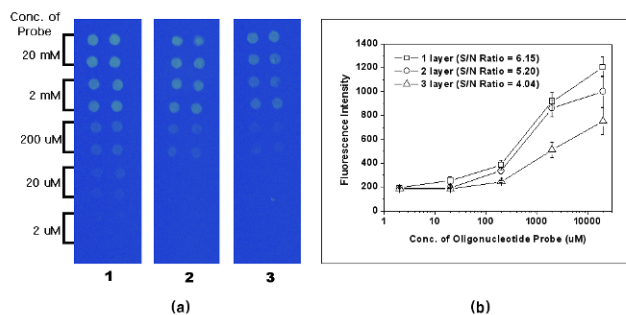 Conc. of
Probe
20 mM
2 mM
200 uM
20 uM
2 uM
1
2
3
(a)
Fluorescence Intensity
1400
1200
1000
800
600
400
200
0
1 layer (S/N Ratio = 6.15)
2 layer (S/N Ratio = 5.20)
3 layer (S/N Ratio = 4.04)
1
10
100
1000
10000
Conc. of Oligonucleotide Probe (uM)
(b)